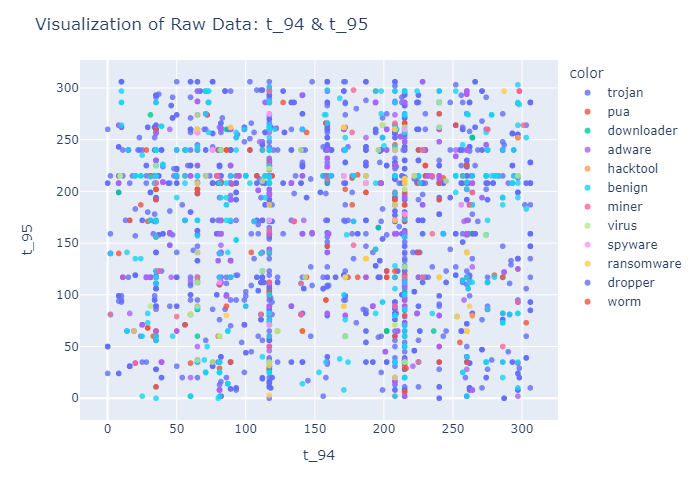 Visualization of Raw Data: t_94 & t_95
color
trojan
pua
downloader
adware
hacktool
benign
miner
virus
spyware
ransomware
dropper
worm
300
250
200
150
100
50
0
t_95
0 50 100 150 200 250 300
t_94